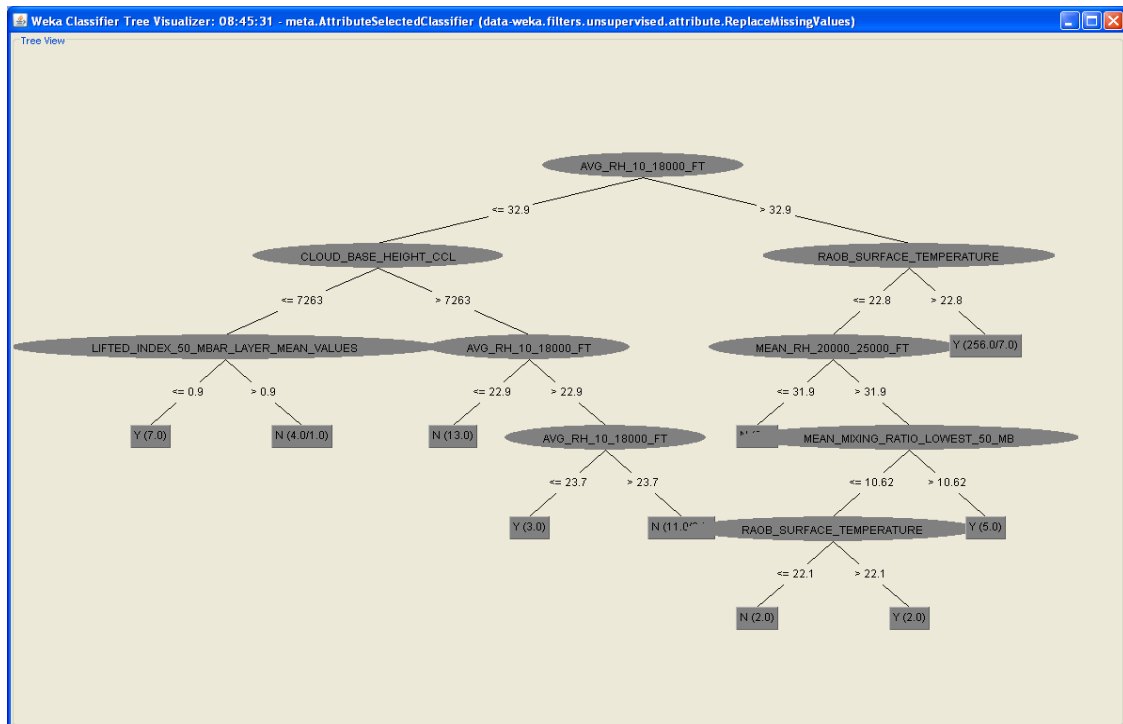 Weka Classifier Tree Visualizer: 08:45:31 - meta.AttributeSelectedClassifier (data-weka.filters.unsupervised.attribute.ReplaceMissingValues)
Tree View
AVG_RH_10_18000_FT
<= 32.9 > 32.9
CLOUD_BASE_HEIGHT_CCL RAOB_SURFACE_TEMPERATURE
<= 7263 > 7263 <= 22.8 > 22.8
LIFTED_INDEX_50_MBAR_LAYER_MEAN_VALUES AVG_RH_10_18000_FT MEAN_RH_20000_25000_FT Y (256.0/7.0)
<= 0.9 > 0.9 <= 22.9 > 22.9 <= 31.9 > 31.9
Y (7.0) N (4.0/1.0) N (13.0) AVG_RH_10_18000_FT MEAN_MIXING_RATIO_LOWEST_50_MB
<= 23.7 > 23.7 <= 10.62 > 10.62
Y (3.0) N (11.0/ RAOB_SURFACE_TEMPERATURE Y (5.0)
<= 22.1 > 22.1
N (2.0) Y (2.0)